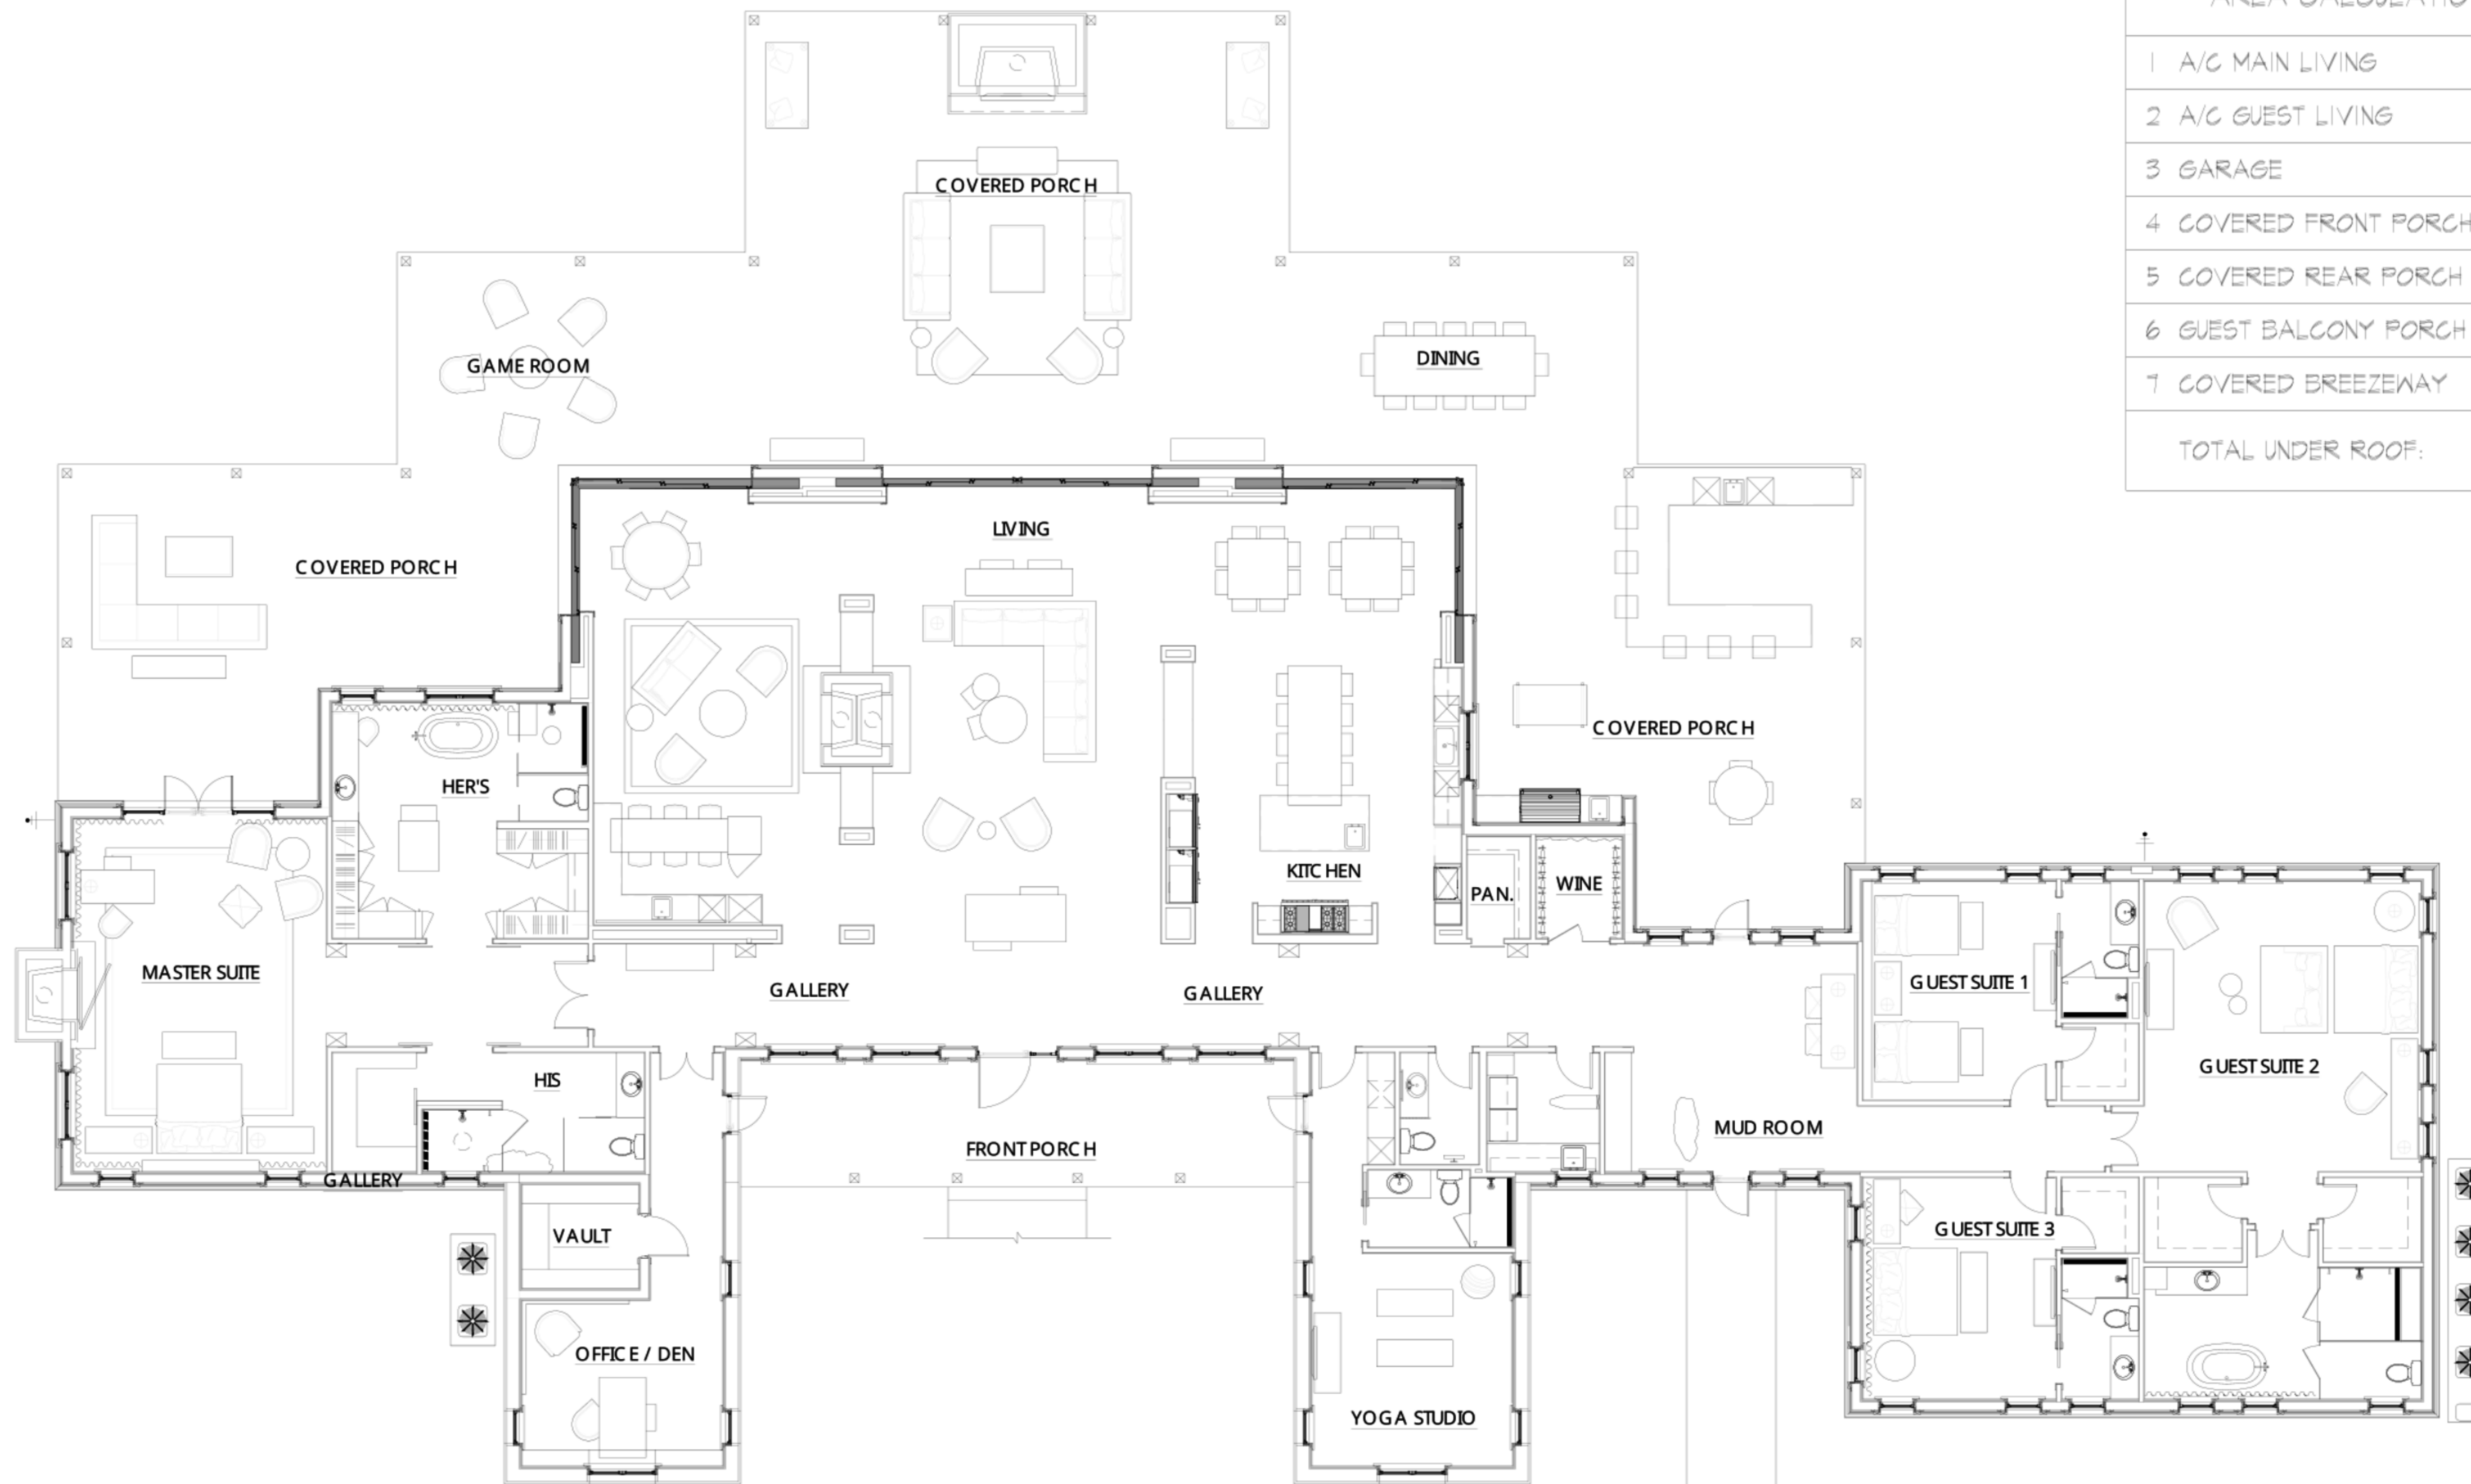 1 A/C MAIN LIVING
2 A/C GUEST LIVING
3 GARAGE
4 COVERED FRONT PORCH
5 COVERED REAR PORCH
6 GUEST BALCONY PORCH
7 COVERED BREEZEWAY
TOTAL UNDER ROOF:
COVERED PORCH
GAME ROOM
DINING
LIVING
COVERED PORCH
COVERED PORCH
HER'S
KITCHEN
PAN.
WINE
MASTER SUITE
GALLERY
GALLERY
GUEST SUITE 1
GUEST SUITE 2
HIS
FRONT PORCH
MUD ROOM
GALLERY
VAULT
GUEST SUITE 3
OFFICE / DEN
YOGA STUDIO